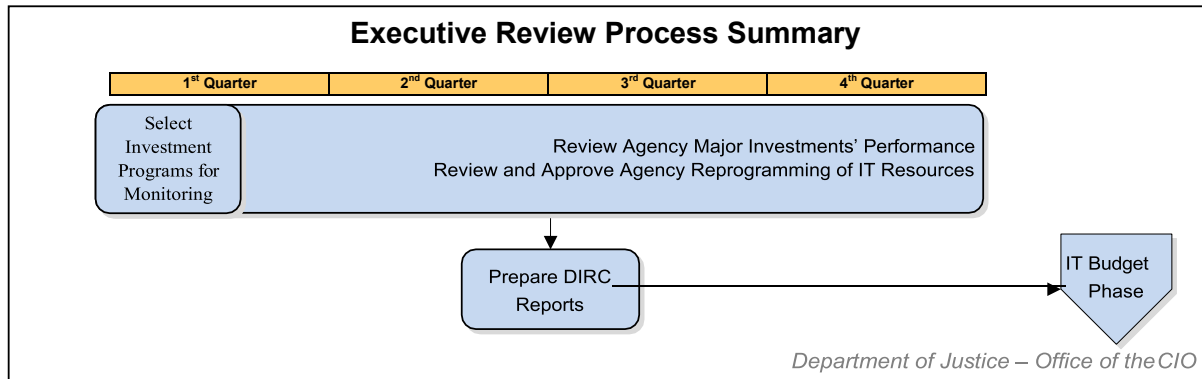 Executive Review Process Summary
1st Quarter
2nd Quarter
3rd Quarter
4th Quarter
Select
Investment
Programs for
Monitoring
Review Agency Major Investments’ Performance
Review and Approve Agency Reprogramming of IT Resources
Prepare DIRC
Reports
IT Budget
Phase
Department of Justice – Office of theCIO